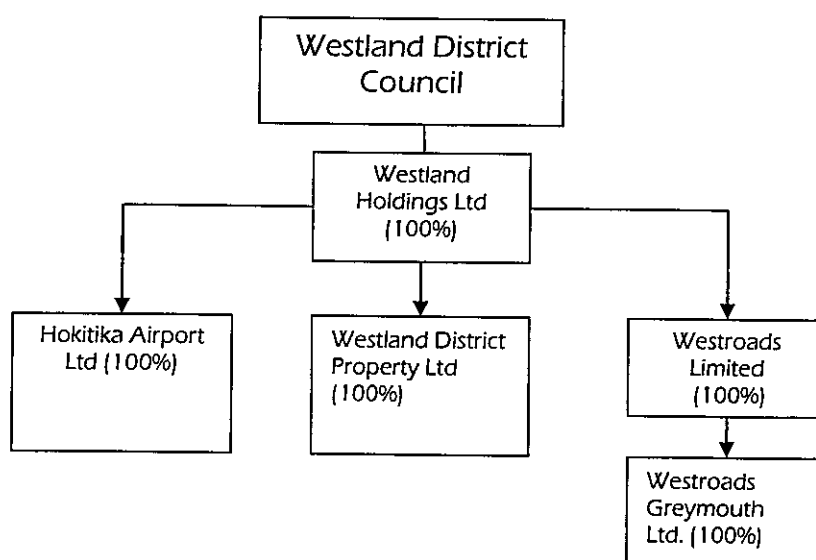 Westland District
Council
Westland
Holdings Ltd
(100%)
Hokitika Airport
Ltd (100%)
Westland District
Property Ltd
(100%)
Westroads
Limited
(100%)
Westroads
Greymouth
Ltd. (100%)